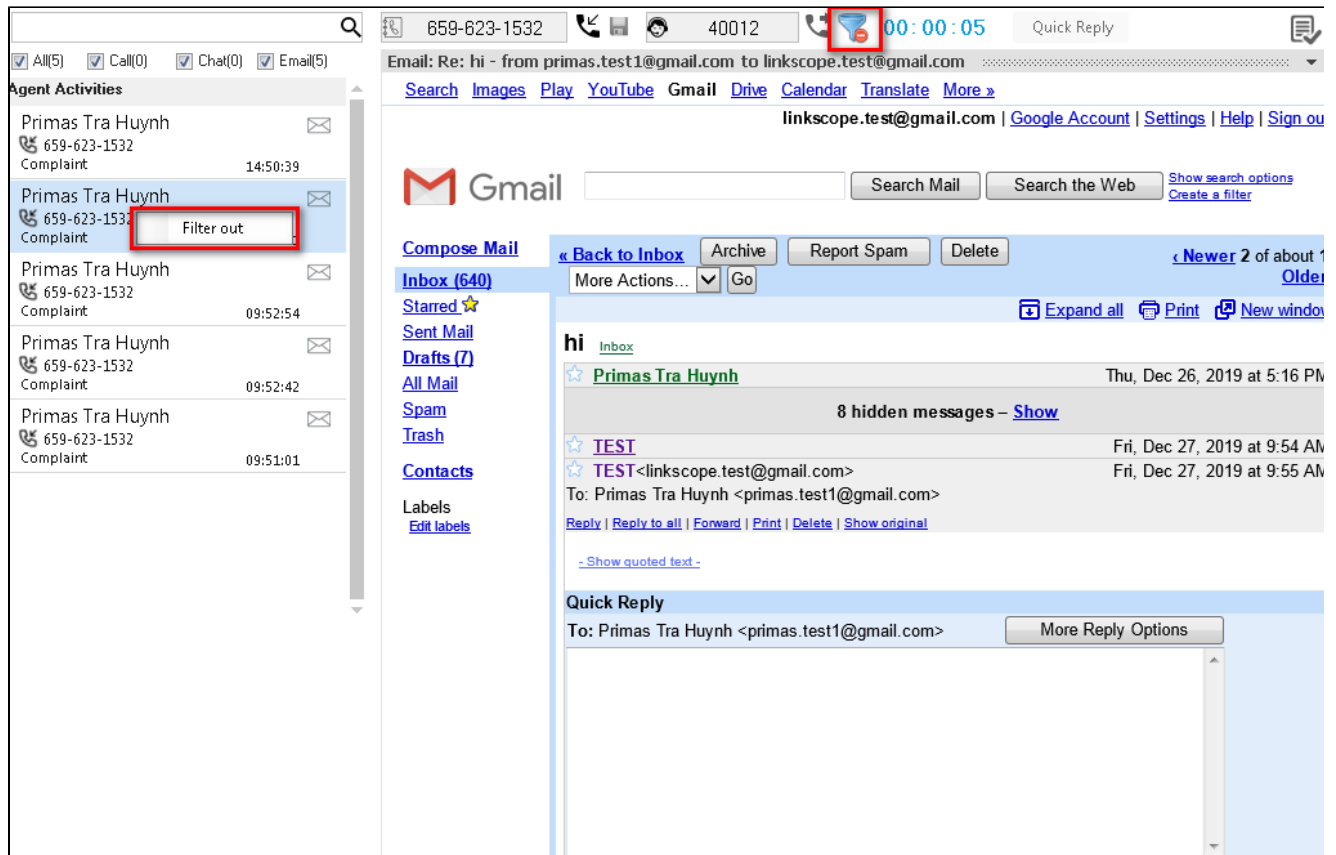 659-623-1532
40012
00:00:05
Quick Reply
All(5) Call(0) Chat(0) Email(5)
Agent Activities
Primas Tra Huynh
659-623-1532
Complaint 14:50:39
Primas Tra Huynh
659-623-1532
Complaint
Filter out
Primas Tra Huynh
659-623-1532
Complaint 09:52:54
Primas Tra Huynh
659-623-1532
Complaint 09:52:42
Primas Tra Huynh
659-623-1532
Complaint 09:51:01
Email: Re: hi - from primas.test1@gmail.com to linkscope.test@gmail.com
Search Images Play YouTube Gmail Drive Calendar Translate More »
linkscope.test@gmail.com | Google Account | Settings | Help | Sign ou
Gmail
Search Mail Search the Web
Show search options
Create a filter
Compose Mail
Inbox (640)
Starred
Sent Mail
Drafts (7)
All Mail
Spam
Trash
Contacts
Labels
Edit labels
« Back to Inbox Archive Report Spam Delete
‹ Newer 2 of about 1
More Actions... Go
Older
Expand all Print New window
hi Inbox
Primas Tra Huynh Thu, Dec 26, 2019 at 5:16 PM
8 hidden messages – Show
TEST Fri, Dec 27, 2019 at 9:54 AM
TEST<linkscope.test@gmail.com> Fri, Dec 27, 2019 at 9:55 AM
To: Primas Tra Huynh <primas.test1@gmail.com>
Reply | Reply to all | Forward | Print | Delete | Show original
- Show quoted text -
Quick Reply
To: Primas Tra Huynh <primas.test1@gmail.com> More Reply Options